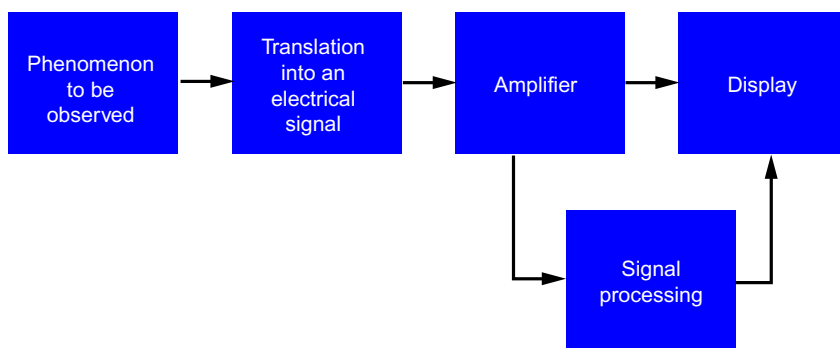 Phenomenon
to be
observed
Translation
into an
electrical
signal
Amplifier
Display
Signal
processing